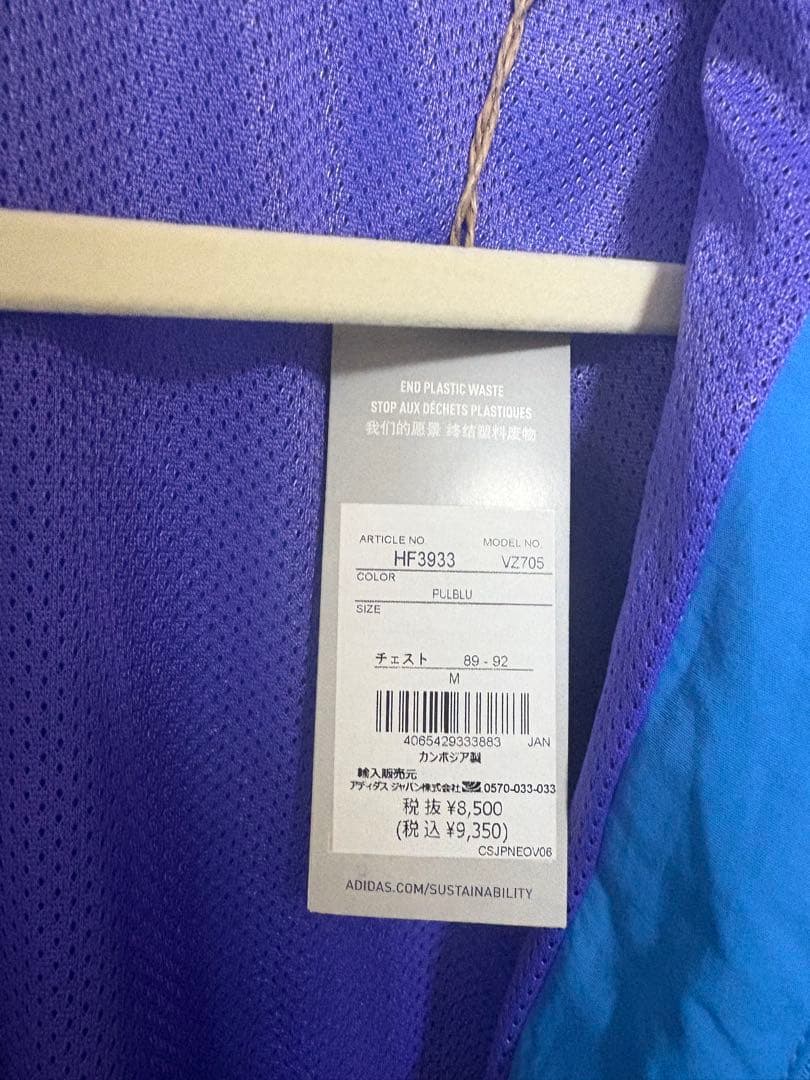 END PLASTIC WASTE
STOP AUX DÉCHETS PLASTIQUES
我们的愿景 终结塑料废物
ARTICLE NO. MODEL NO.
HF3933 VZ705
COLOR
PULBLU
SIZE
チェスト 89 - 92
M
4065429333883 JAN
カンボジア製
輸入販売元
アディダス ジャパン株式会社 0570-033-033
税 抜 ¥8,500
(税 込 ¥9,350)
CSJPNEOV06
ADIDAS.COM/SUSTAINABILITY